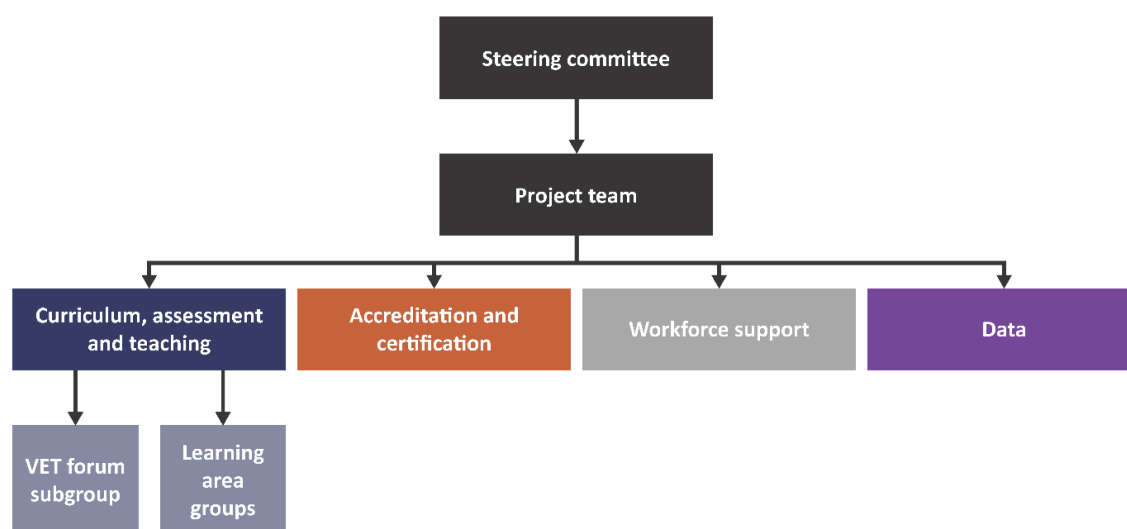 Steering committee
Project team
Curriculum, assessment
and teaching
Accreditation and
certification
Workforce support
Data
VET forum
subgroup
Learning
area
groups